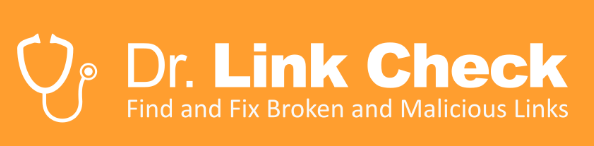 Dr. Link Check
Find and Fix Broken and Malicious Links